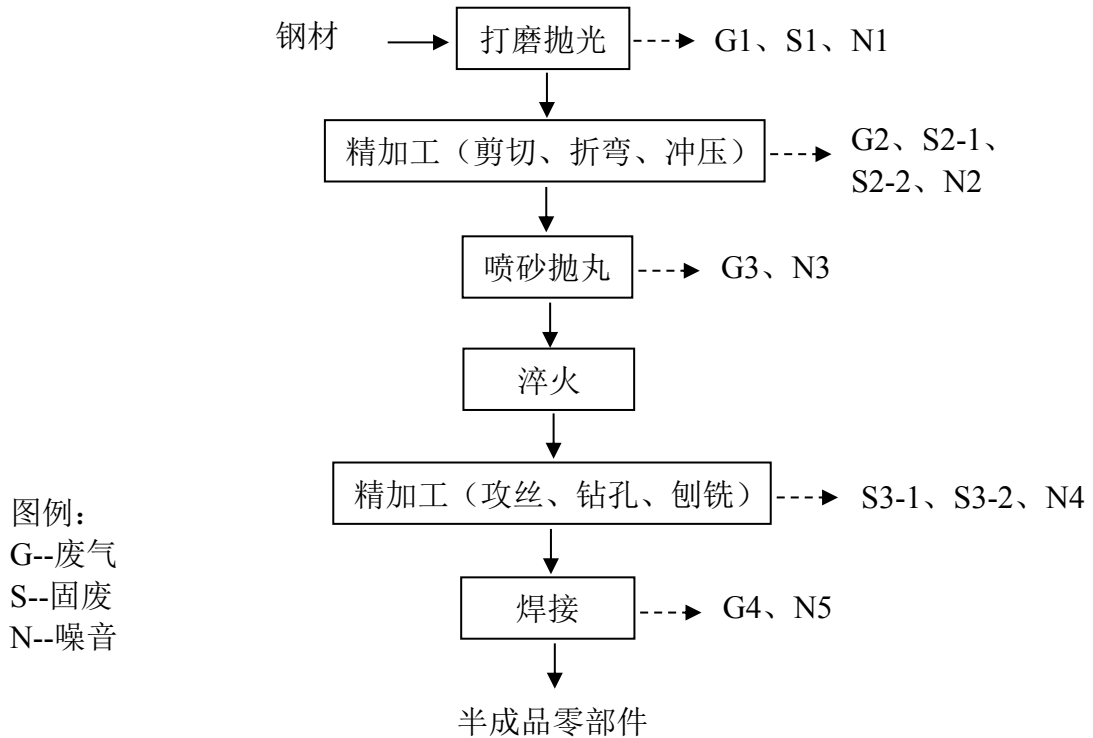 钢材
打磨抛光
G1、S1、N1
精加工（剪切、折弯、冲压）
G2、S2-1、
S2-2、N2
喷砂抛丸
G3、N3
淬火
精加工（攻丝、钻孔、刨铣）
S3-1、S3-2、N4
焊接
G4、N5
半成品零部件
图例：
G--废气
S--固废
N--噪音